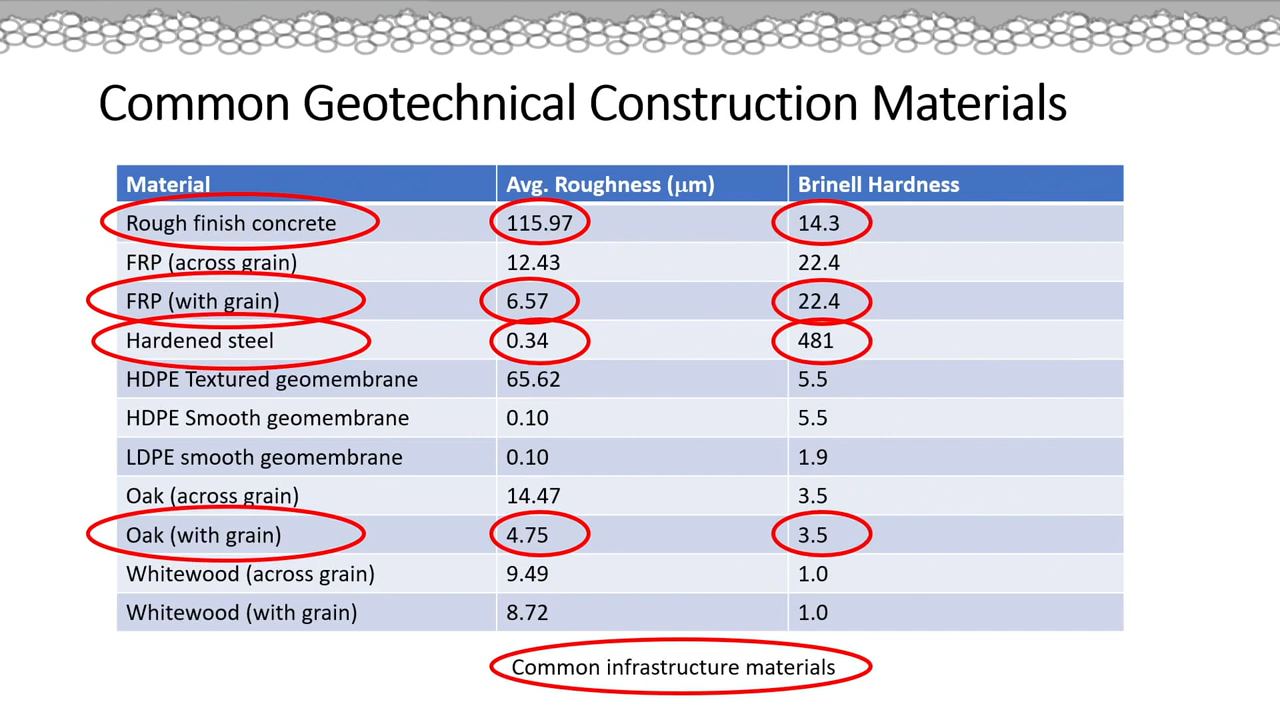 Common Geotechnical Construction Materials
Material Avg. Roughness (μm) Brinell Hardness
Rough finish concrete 115.97 14.3
FRP (across grain) 12.43 22.4
FRP (with grain) 6.57 22.4
Hardened steel 0.34 481
HDPE Textured geomembrane 65.62 5.5
HDPE Smooth geomembrane 0.10 5.5
LDPE smooth geomembrane 0.10 1.9
Oak (across grain) 14.47 3.5
Oak (with grain) 4.75 3.5
Whitewood (across grain) 9.49 1.0
Whitewood (with grain) 8.72 1.0
Common infrastructure materials